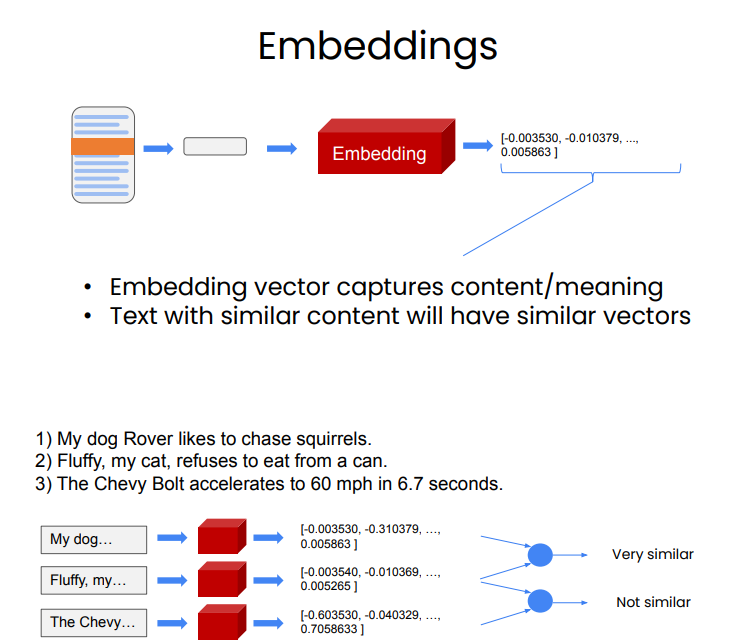 Embeddings
Embedding
[-0.003530, -0.010379, ...,
0.005863 ]
• Embedding vector captures content/meaning
• Text with similar content will have similar vectors
1) My dog Rover likes to chase squirrels.
2) Fluffy, my cat, refuses to eat from a can.
3) The Chevy Bolt accelerates to 60 mph in 6.7 seconds.
My dog…
[-0.003530, -0.310379, …,
0.005863 ]
Very similar
Fluffy, my…
[-0.003540, -0.010369, …,
0.005265 ]
Not similar
The Chevy…
[-0.603530, -0.040329, …,
0.7058633 ]